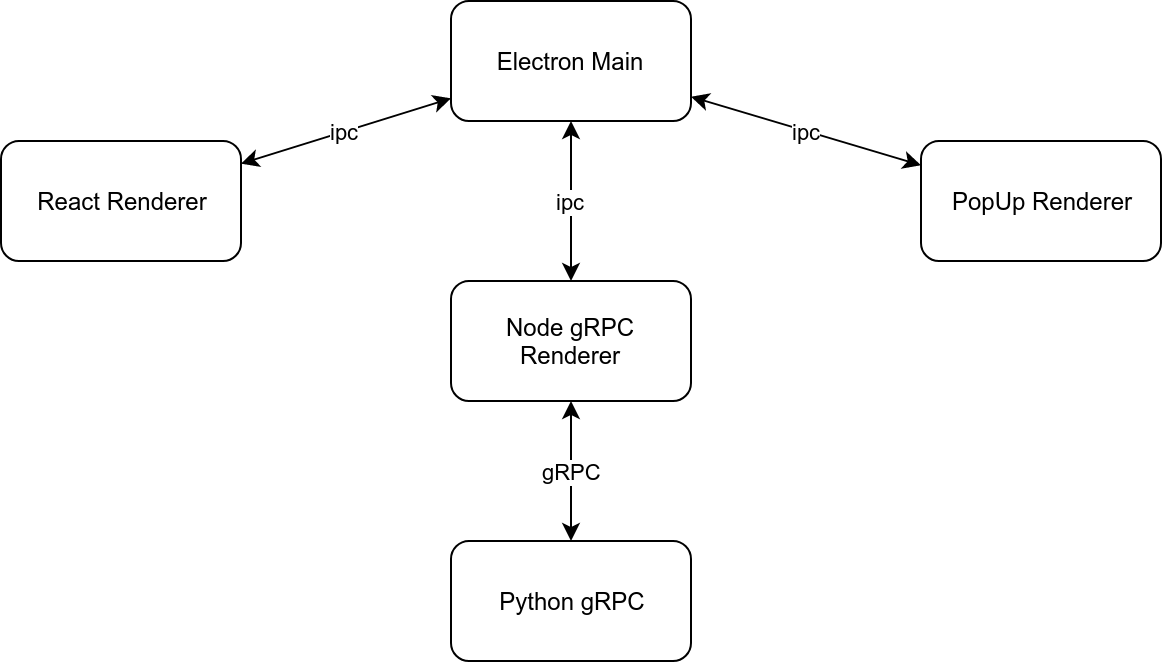 Electron Main
ipc
ipc
React Renderer
ipc
PopUp Renderer
Node gRPC
Renderer
gRPC
Python gRPC